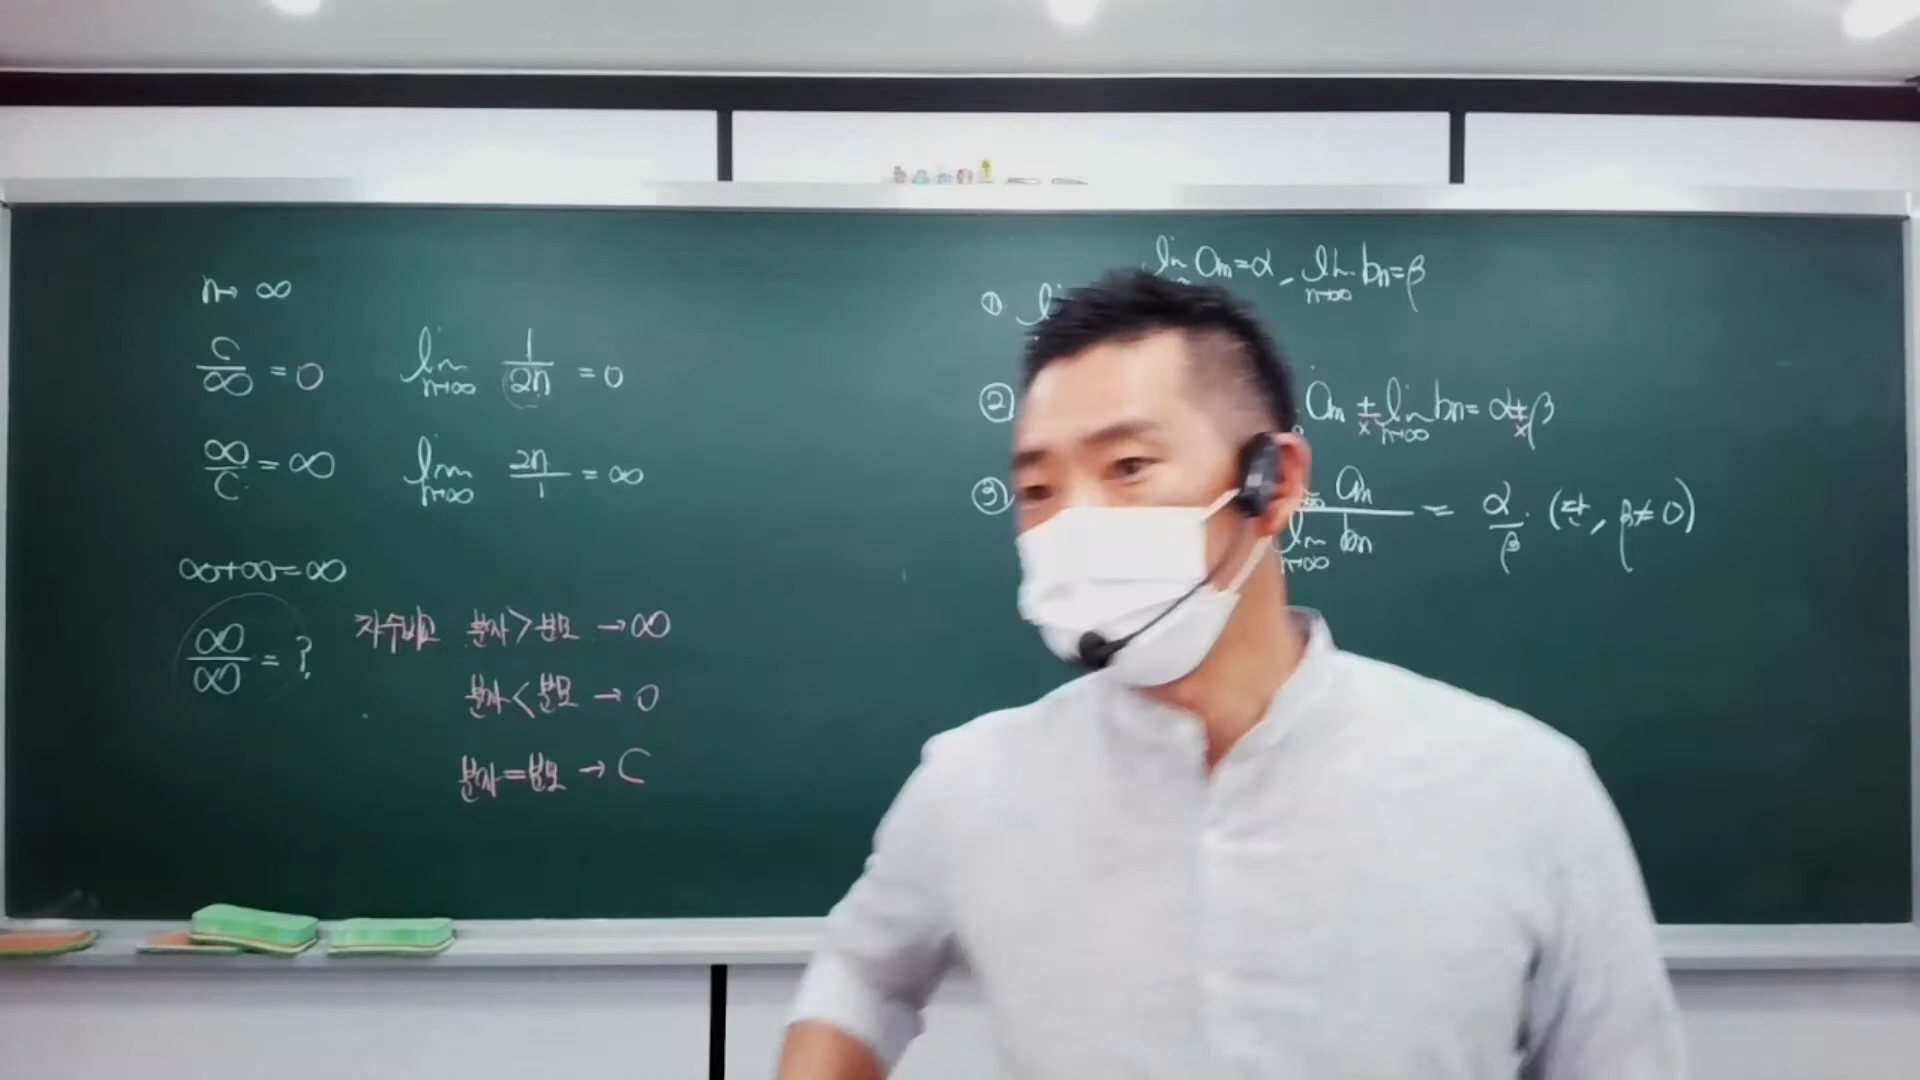 n→ ∞
C/∞ = 0 lim n→∞ 1/2n = 0
∞/C = ∞ lim n→∞ 2n/1 = ∞
∞+∞=∞
∞/∞ = ? 차수비교 분자>분모 →∞
분자<분모 → 0
분자=분모 → C
lim an=α, lim n→∞ bn=β
①
② an ± lim n→∞ bn= α±β
× ×
③ an / lim n→∞ bn = α/β (단, β≠0)